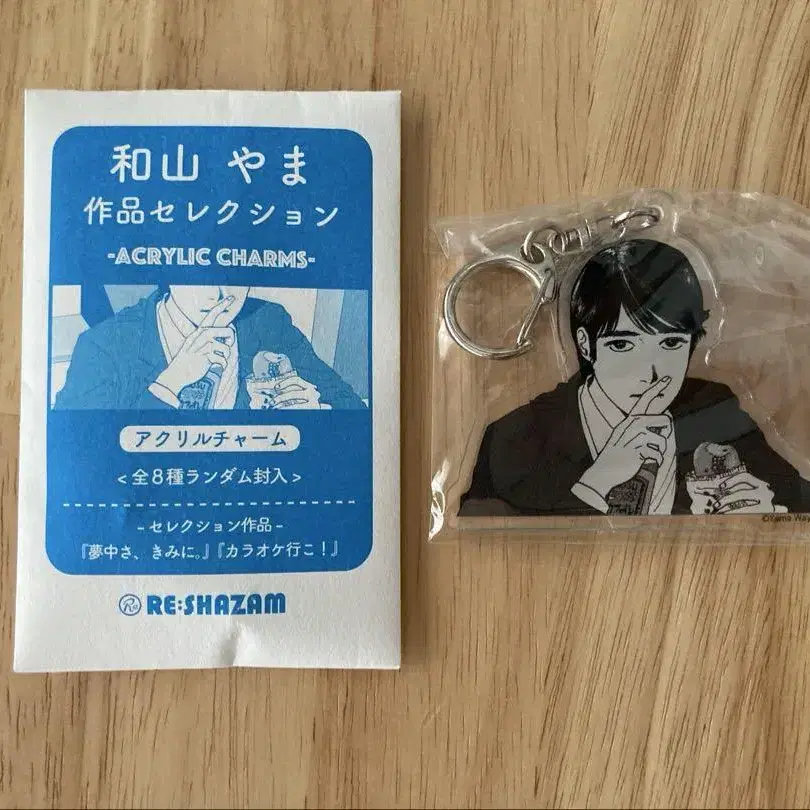 和山 やま
作品セレクション
-ACRYLIC CHARMS-
アクリルチャーム
<全8種ランダム封入>
-セレクション作品-
『夢中さ、きみに。』『カラオケ行こ!』
RE:SHAZAM
©Yama Way